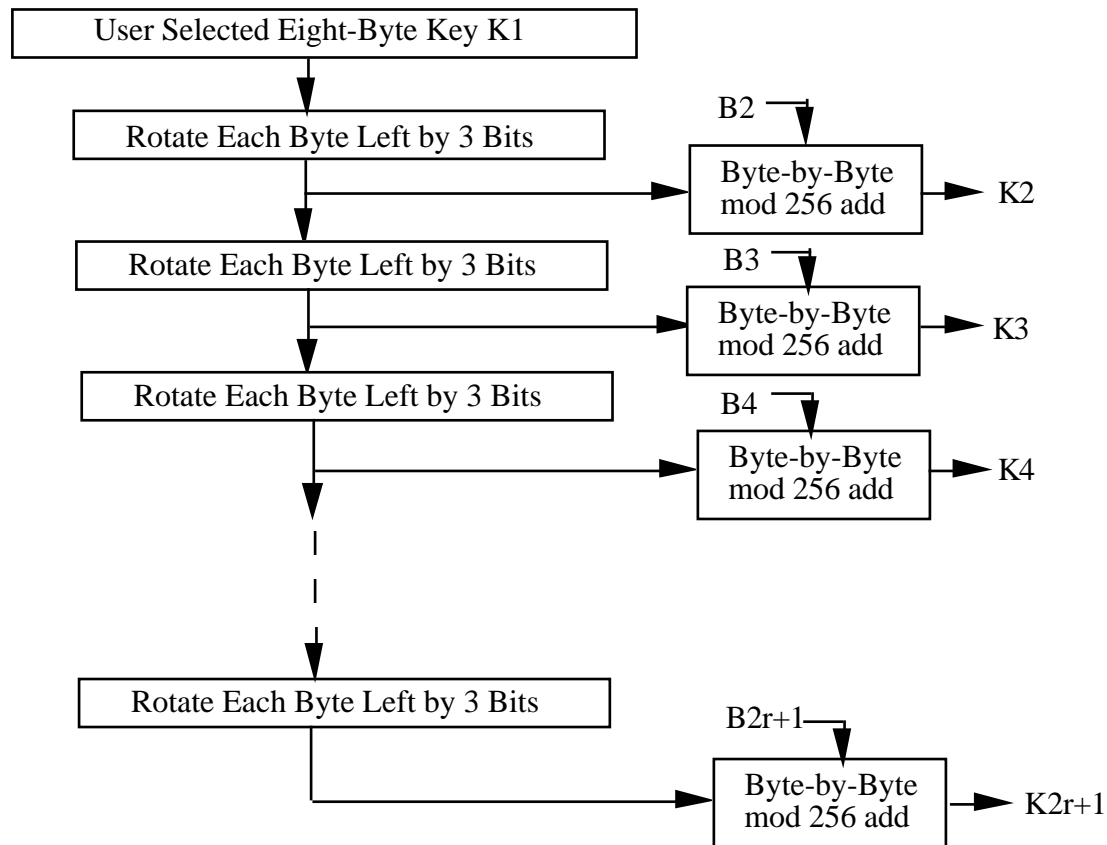 User Selected Eight-Byte Key K1
Rotate Each Byte Left by 3 Bits
B2
Byte-by-Byte
mod 256 add
K2
Rotate Each Byte Left by 3 Bits
B3
Byte-by-Byte
mod 256 add
K3
Rotate Each Byte Left by 3 Bits
B4
Byte-by-Byte
mod 256 add
K4
Rotate Each Byte Left by 3 Bits
B2r+1
Byte-by-Byte
mod 256 add
K2r+1